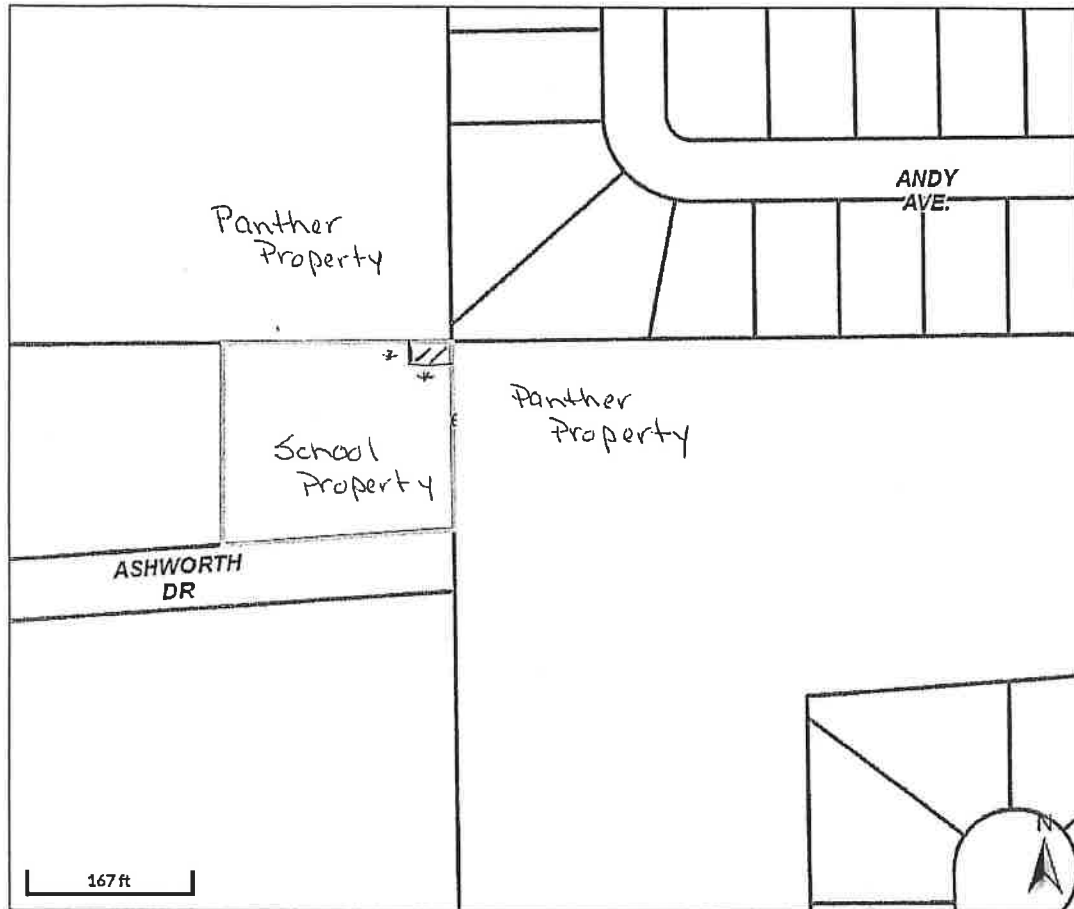 ANDY
AVE.
Panther
Property
Panther
Property
School
Property
ASHWORTH
DR
N
167 ft